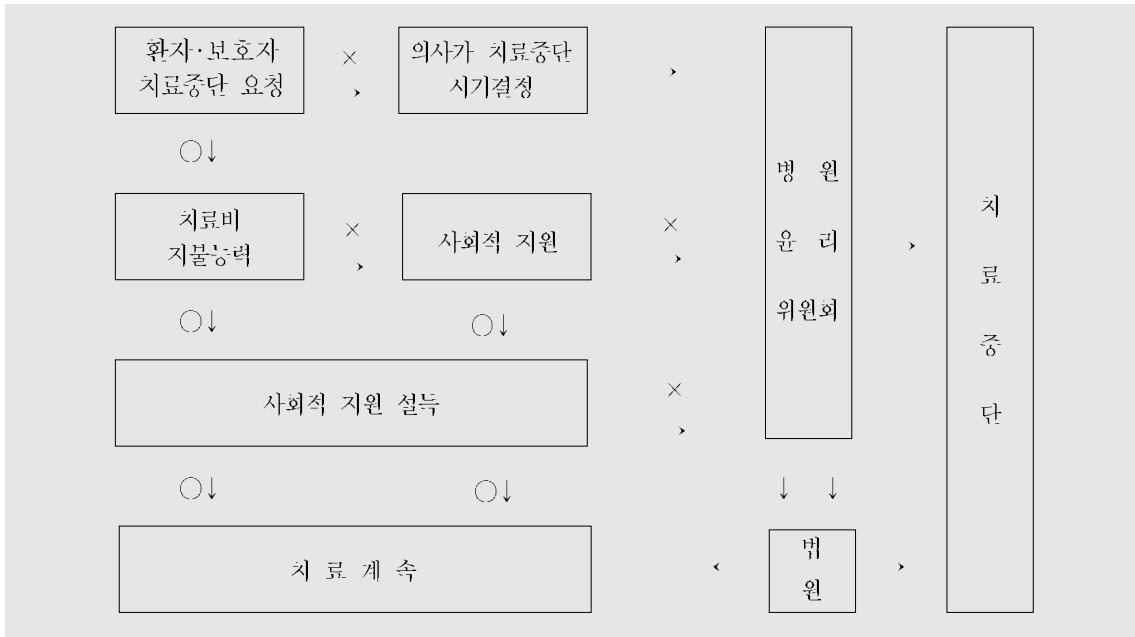 환자·보호자
치료중단 요청
×
의사가 치료중단
시기결정
○↓
치료비
지불능력
×
사회적 지원
×
○↓
○↓
사회적 지원 설득
×
○↓
○↓
치 료 계 속
병 원
윤 리
위원회
↓ ↓
법
원
치
료
중
단